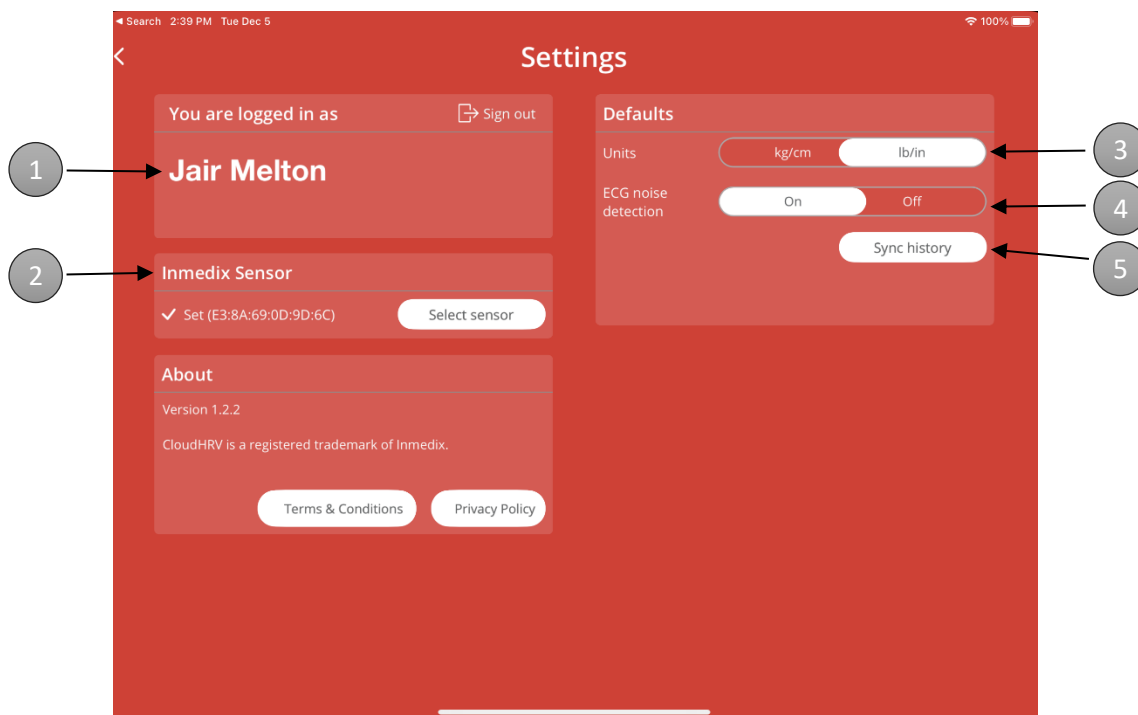 Search 2:39 PM Tue Dec 5
100%
Settings
You are logged in as
Sign out
1
Jair Melton
2
Inmedix Sensor
Set (E3:8A:69:0D:9D:6C)
Select sensor
About
Version 1.2.2
CloudHRV is a registered trademark of Inmedix.
Terms & Conditions
Privacy Policy
Defaults
Units
kg/cm
lb/in
3
ECG noise
detection
On
Off
4
Sync history
5